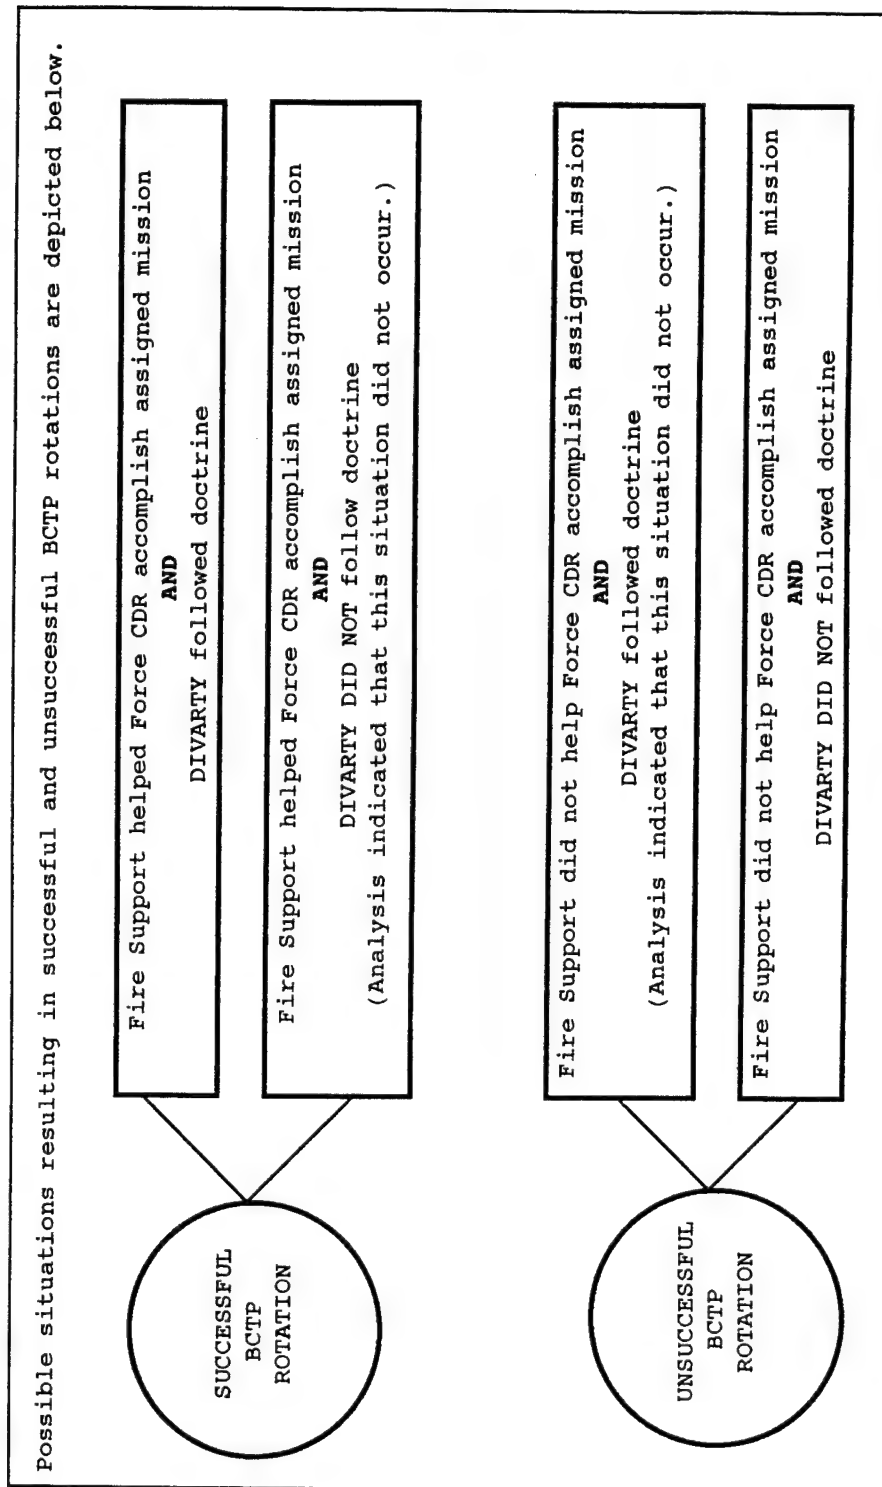 Possible situations resulting in successful and unsuccessful BCTP rotations are depicted below.
SUCCESSFUL
BCTP
ROTATION
Fire Support helped Force CDR accomplish assigned mission
AND
DIVARTY followed doctrine
Fire Support helped Force CDR accomplish assigned mission
AND
DIVARTY DID NOT follow doctrine
(Analysis indicated that this situation did not occur.)
UNSUCCESSFUL
BCTP
ROTATION
Fire Support did not help Force CDR accomplish assigned mission
AND
DIVARTY followed doctrine
(Analysis indicated that this situation did not occur.)
Fire Support did not help Force CDR accomplish assigned mission
AND
DIVARTY DID NOT followed doctrine